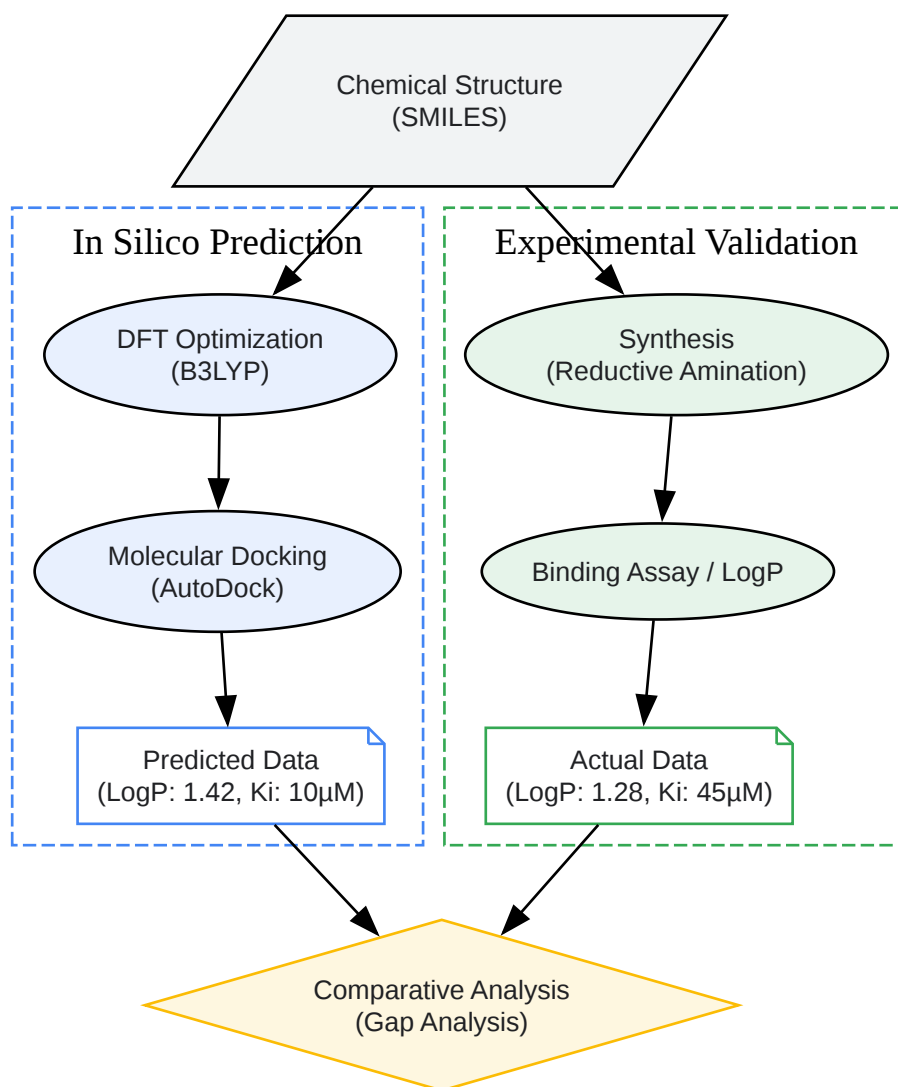 Chemical Structure
(SMILES)
In Silico Prediction
DFT Optimization
(B3LYP)
Molecular Docking
(AutoDock)
Predicted Data
(LogP: 1.42, Ki: 10µM)
Experimental Validation
Synthesis
(Reductive Amination)
Binding Assay / LogP
Actual Data
(LogP: 1.28, Ki: 45µM)
Comparative Analysis
(Gap Analysis)